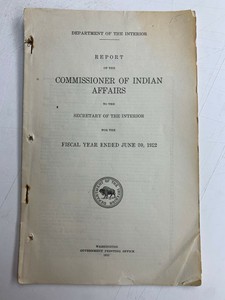 DEPARTMENT OF THE INTERIOR
REPORT
OF THE
COMMISSIONER OF INDIAN
AFFAIRS
TO THE
SECRETARY OF THE INTERIOR
FOR THE
FISCAL YEAR ENDED JUNE 30, 1922
WASHINGTON
GOVERNMENT PRINTING OFFICE